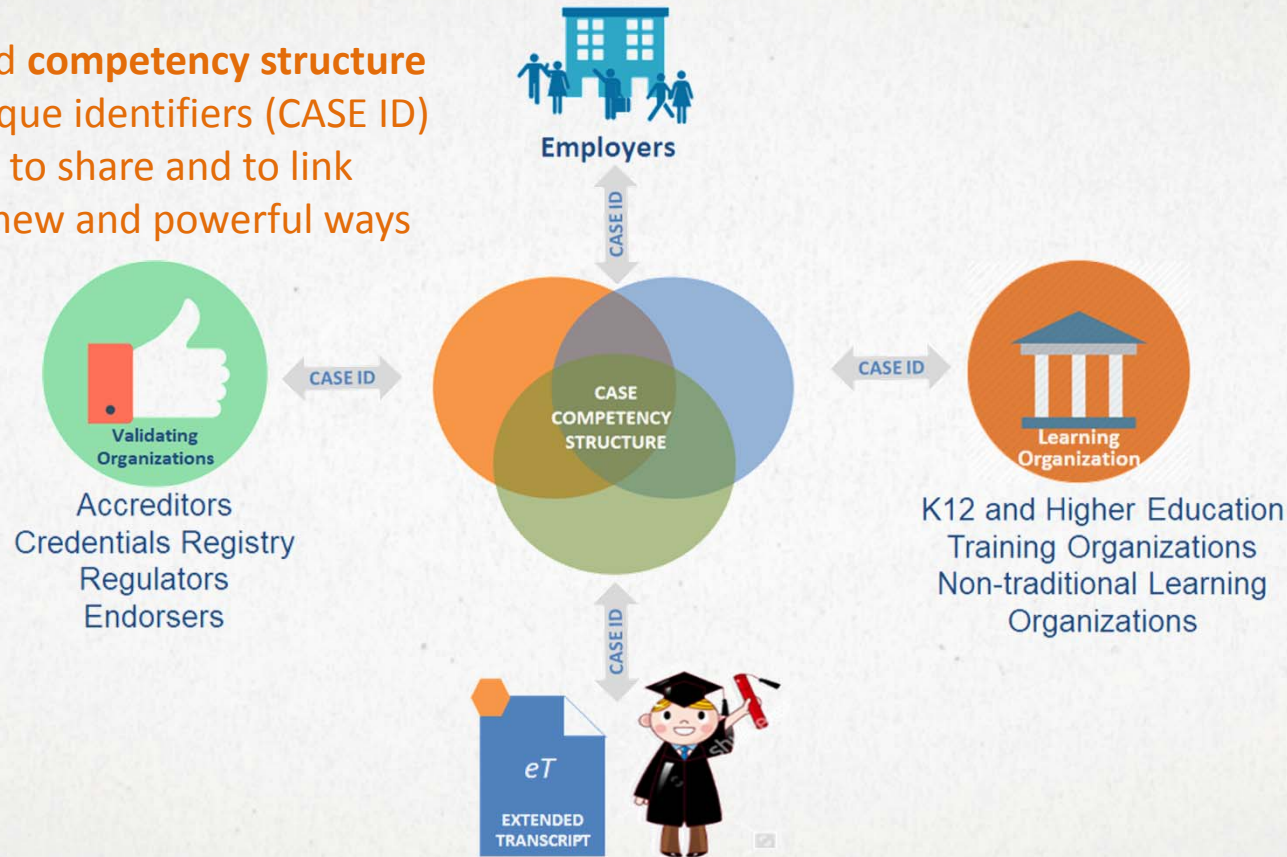 d competency structure
que identifiers (CASE ID)
to share and to link
new and powerful ways
Employers
CASE ID
CASE ID
CASE ID
CASE
COMPETENCY
STRUCTURE
Validating
Organizations
Accreditors
Credentials Registry
Regulators
Endorsers
Learning
Organization
K12 and Higher Education
Training Organizations
Non-traditional Learning
Organizations
CASE ID
eT
EXTENDED
TRANSCRIPT